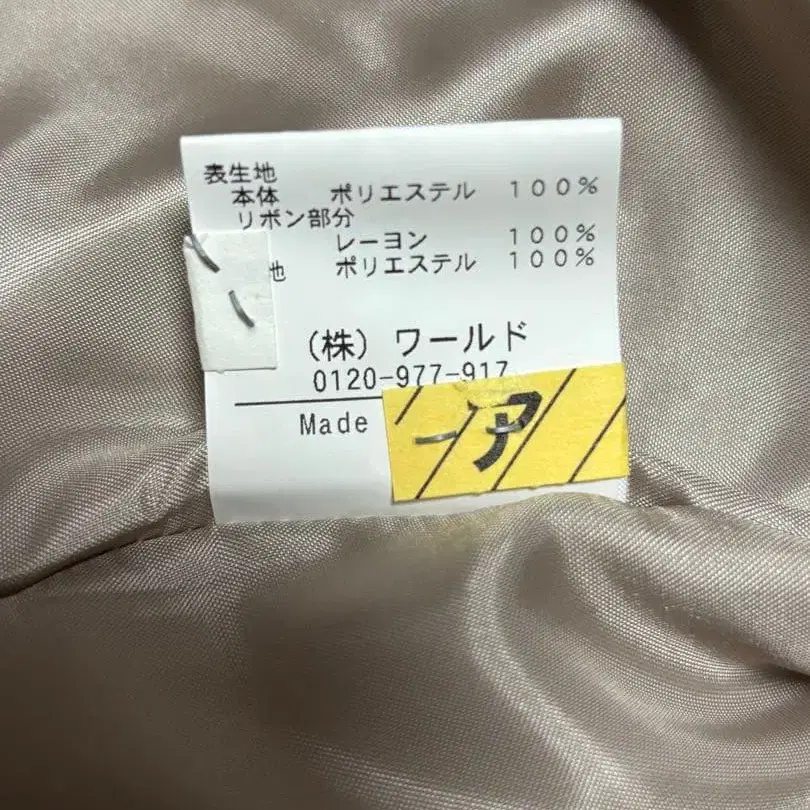 表生地
本体 ポリエステル 100%
リボン部分
レーヨン 100%
地 ポリエステル 100%
(株) ワールド
0120-977-917
Made
ア